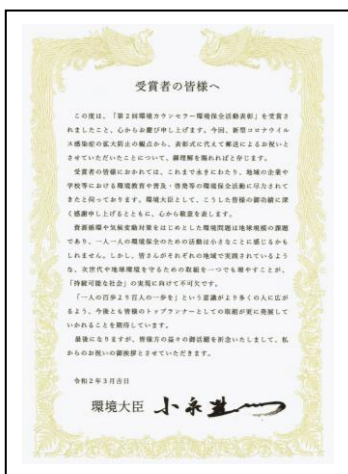 受賞者の皆様へ
この度は、「第２回環境カウンセラー環境保全活動表彰」を受賞さ
れましたこと、心からお慶び申し上げます。今回、新型コロナウイル
ス感染症の拡大防止の観点から、表彰式に代えて郵送によるお祝いと
させていただいたことについて、御理解を賜れればと存じます。
受賞者の皆様におかれては、これまで永きにわたり、地域の企業や
学校等における環境教育や普及・啓発等の環境保全活動に尽力されて
きたと伺っております。環境大臣として、こうした皆様の御功績に深
く感謝申し上げるとともに、心から敬意を表します。
資源循環や気候変動対策をはじめとした環境問題は地球規模の課題
であり、一人一人の環境保全のための活動は小さなことに感じるかも
しれません。しかし、皆さんがそれぞれの地域で実践されているよう
な、次世代や地球環境を守るための取組を一つでも増やすことが、
「持続可能な社会」の実現に向けて不可欠です。
「一人の百歩より百人の一歩を」という意識がより多くの人に広が
るよう、今後とも皆様のトップランナーとしての取組が更に発展して
いかれることを期待しています。
最後になりますが、皆様方の益々の御活躍を祈念いたしまして、私
からのお祝いの御挨拶とさせていただきます。
令和２年３月吉日
環境大臣 小泉進一郎